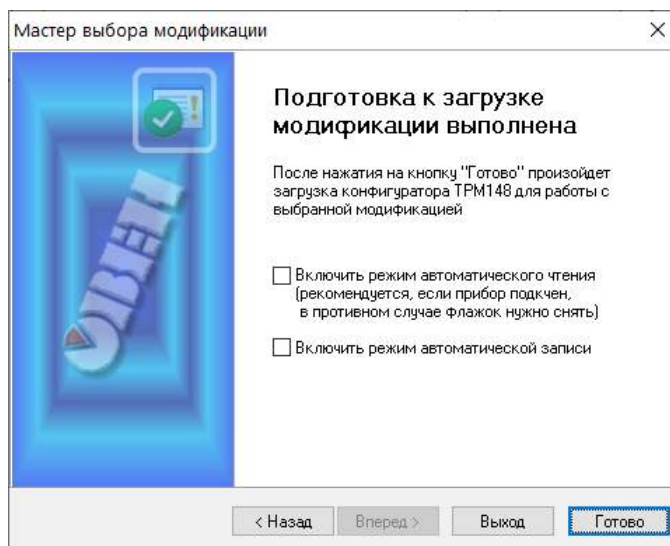 Мастер выбора модификации
ОВЕН
Подготовка к загрузке
модификации выполнена
После нажатия на кнопку "Готово" произойдет
загрузка конфигуратора ТРМ148 для работы с
выбранной модификацией
Включить режим автоматического чтения
(рекомендуется, если прибор подкчен,
в противном случае флажок нужно снять)
Включить режим автоматической записи
< Назад
Вперед >
Выход
Готово